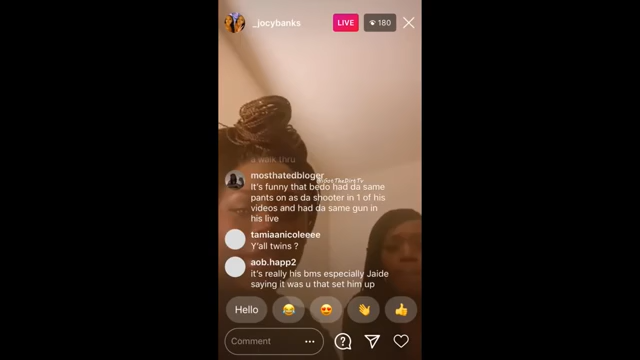 _jocybanks
LIVE
180
a walk thru
mosthatedbloger
It's funny that bedo had da same
pants on as da shooter in 1 of his
videos and had da same gun in
his live
tamiaanicoleeee
Y'all twins ?
aob.happ2
it's really his bms especially Jaide
saying it was u that set him up
Hello
Comment